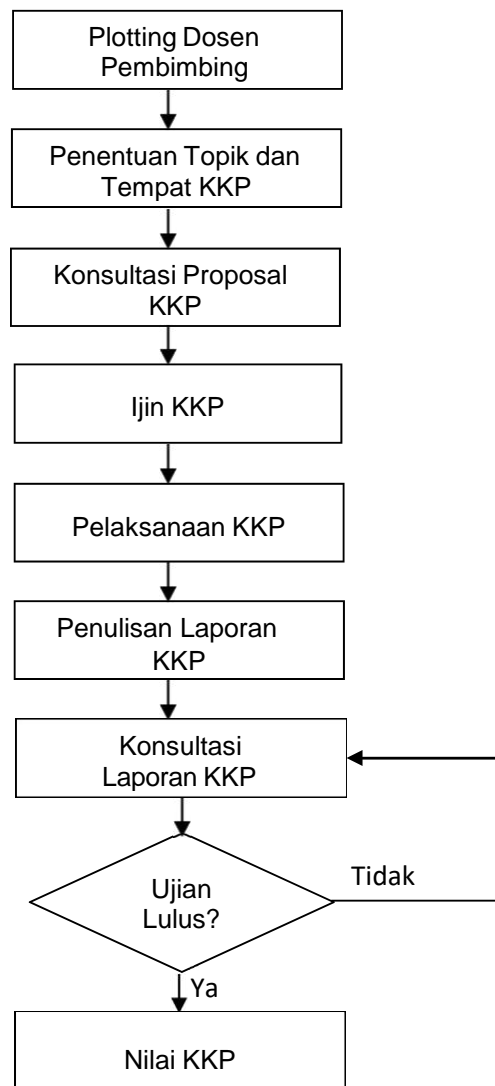 Plotting Dosen
Pembimbing
Penentuan Topik dan
Tempat KKP
Konsultasi Proposal
KKP
Ijin KKP
Pelaksanaan KKP
Penulisan Laporan
KKP
Konsultasi
Laporan KKP
Ujian
Lulus?
Tidak
Ya
Nilai KKP